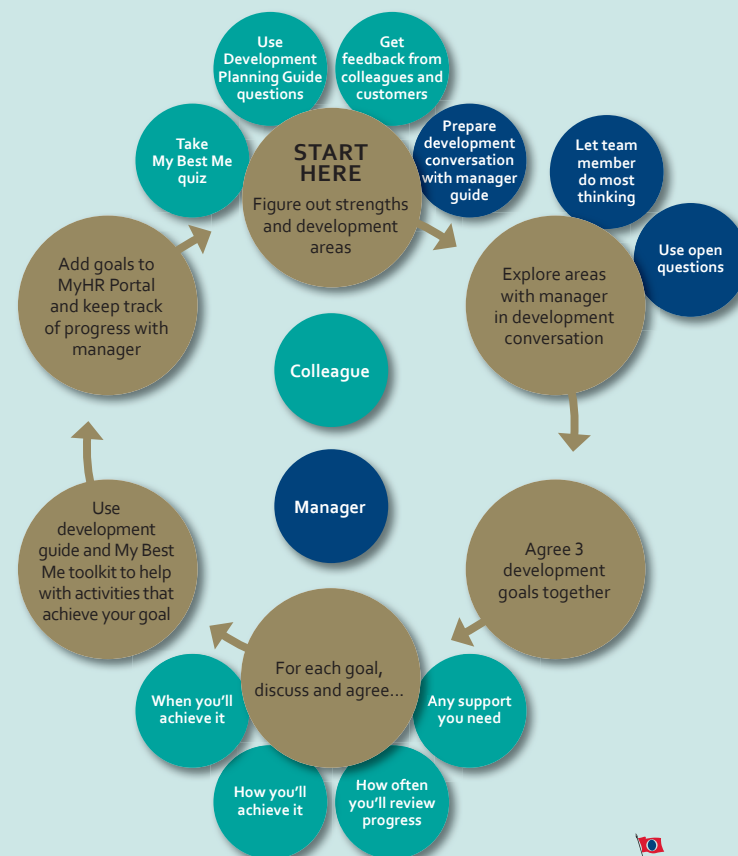 Use
Development
Planning Guide
questions
Get
feedback from
colleagues and
customers
Take
My Best Me
quiz
START
HERE
Figure out strengths
and development
areas
Prepare
development
conversation
with manager
guide
Let team
member
do most
thinking
Use open
questions
Add goals to
MyHR Portal
and keep track
of progress with
manager
Explore areas
with manager
in development
conversation
Colleague
Manager
Use
development
guide and My Best
Me toolkit to help
with activities that
achieve your goal
Agree 3
development
goals together
For each goal,
discuss and agree...
When you'll
achieve it
How you'll
achieve it
How often
you'll review
progress
Any support
you need